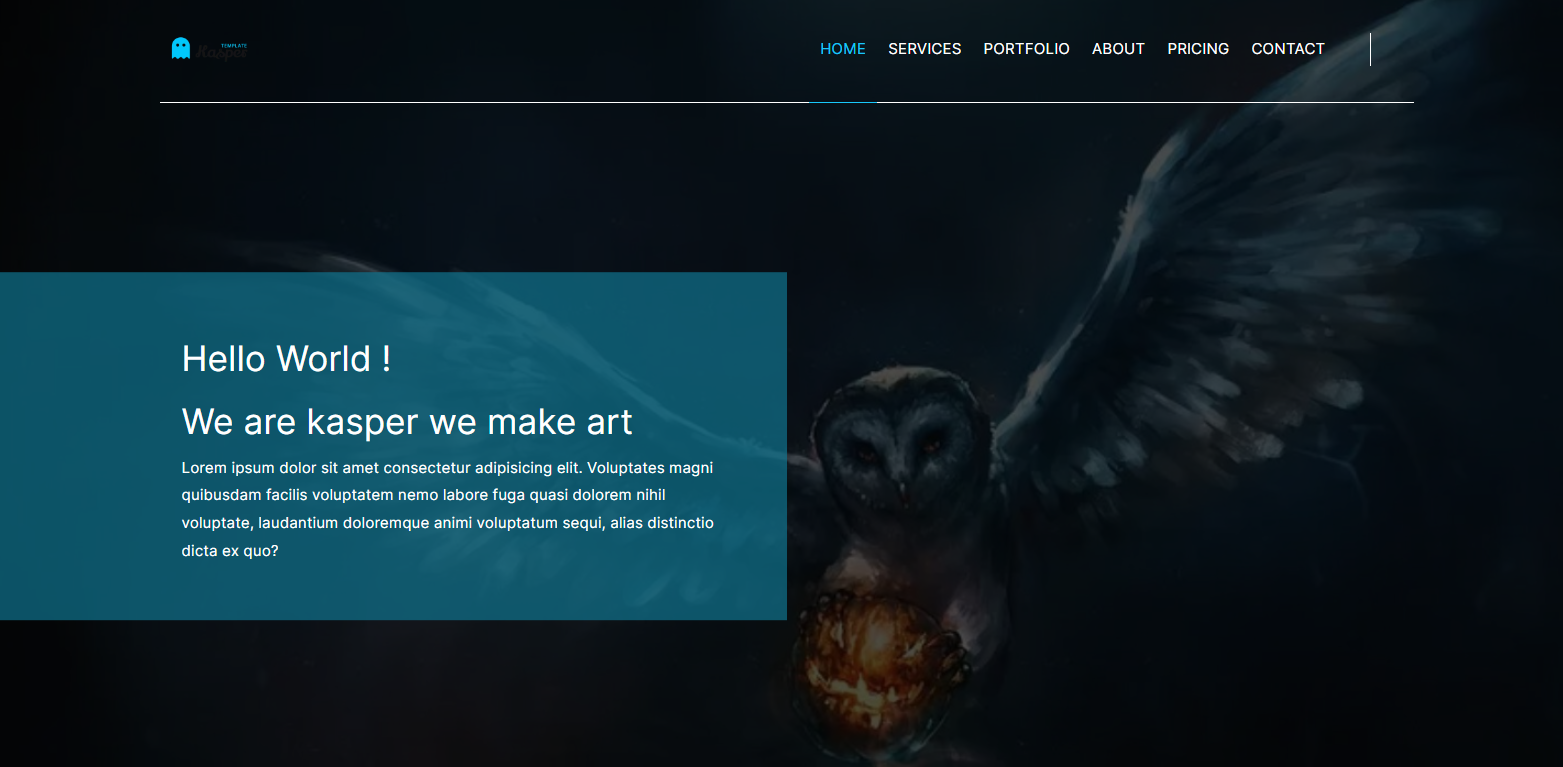 TEMPLATE
Kasper
HOME SERVICES PORTFOLIO ABOUT PRICING CONTACT
Hello World !
We are kasper we make art
Lorem ipsum dolor sit amet consectetur adipisicing elit. Voluptates magni
quibusdam facilis voluptatem nemo labore fuga quasi dolorem nihil
voluptate, laudantium doloremque animi voluptatum sequi, alias distinctio
dicta ex quo?